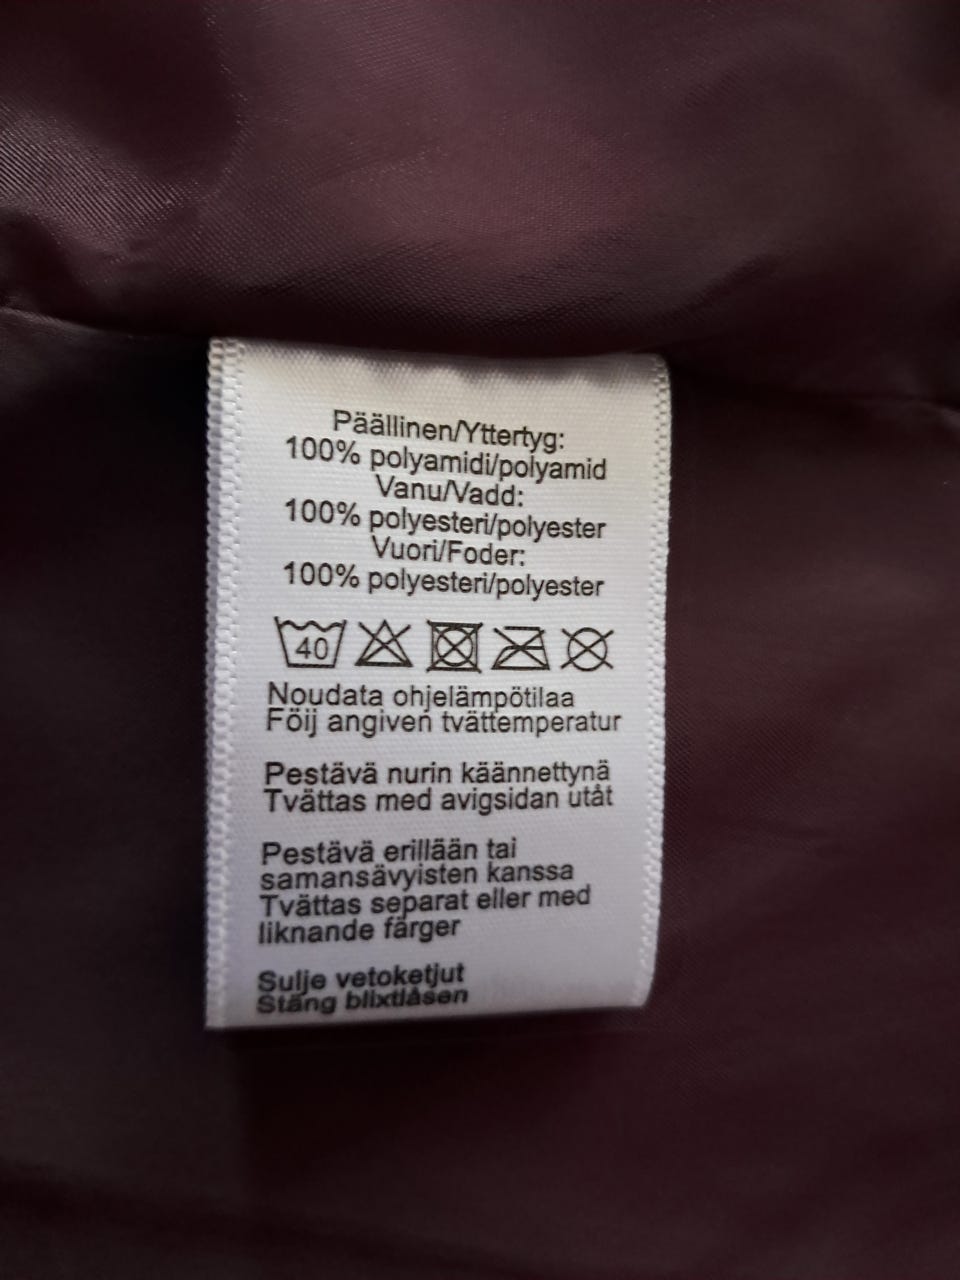 Päällinen/Yttertyg:
100% polyamidi/polyamid
Vanu/Vadd:
100% polyesteri/polyester
Vuori/Foder:
100% polyesteri/polyester
40
Noudata ohjelämpötilaa
Föij angiven tvättemperatur
Pestävä nurin käännettynä
Tvättas med avigsidan utåt
Pestävä erillään tai
samansävyisten kanssa
Tvättas separat eller med
liknande färger
Sulje vetoketjut
Stäng blixtlåsen